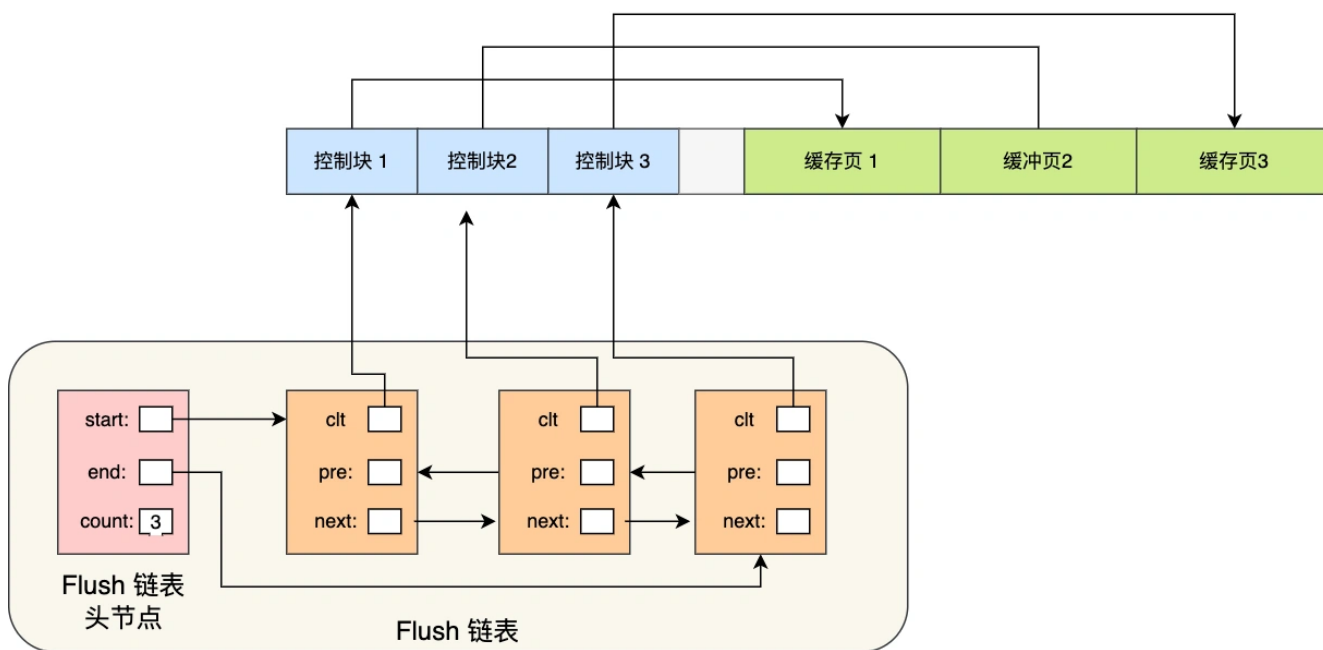 控制块 1
控制块2
控制块 3
缓存页 1
缓冲页2
缓存页3
start:
end:
count: 3
clt
pre:
next:
clt
pre:
next:
clt
pre:
next:
Flush 链表
头节点
Flush 链表